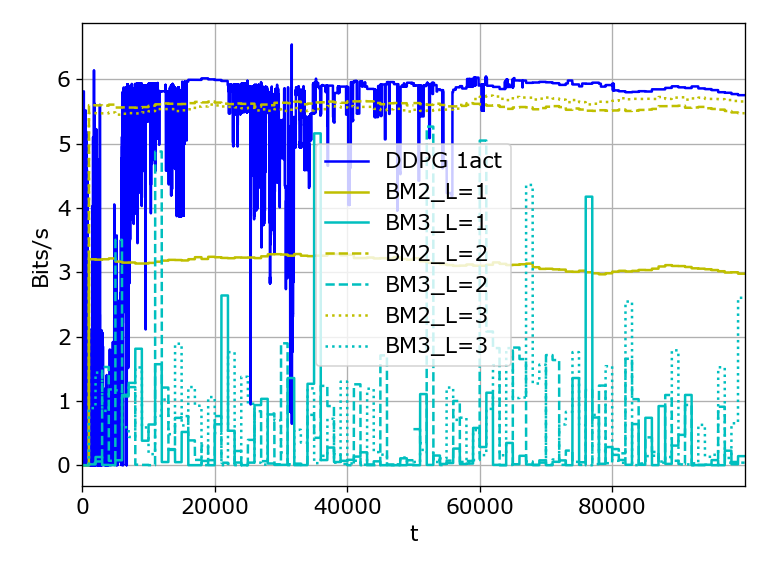 6
5
4
3
2
1
0
Bits/s
DDPG 1act
BM2_L=1
BM3_L=1
BM2_L=2
BM3_L=2
BM2_L=3
BM3_L=3
0 20000 40000 60000 80000
t